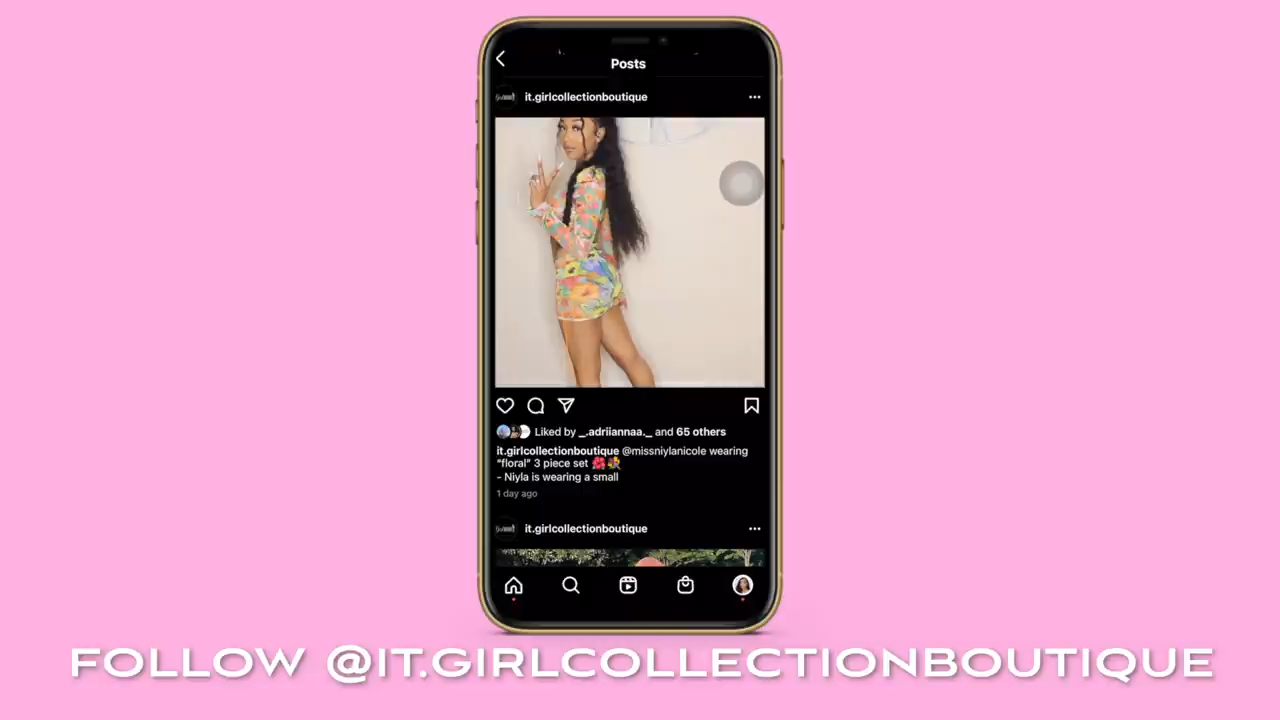 Posts
it.girlcollectionboutique
Liked by _.adriiannaa._ and 65 others
it.girlcollectionboutique @missniylanicole wearing
“floral” 3 piece set 🌺💐
- Niyla is wearing a small
1 day ago
it.girlcollectionboutique
FOLLOW @IT.GIRLCOLLECTIONBOUTIQUE